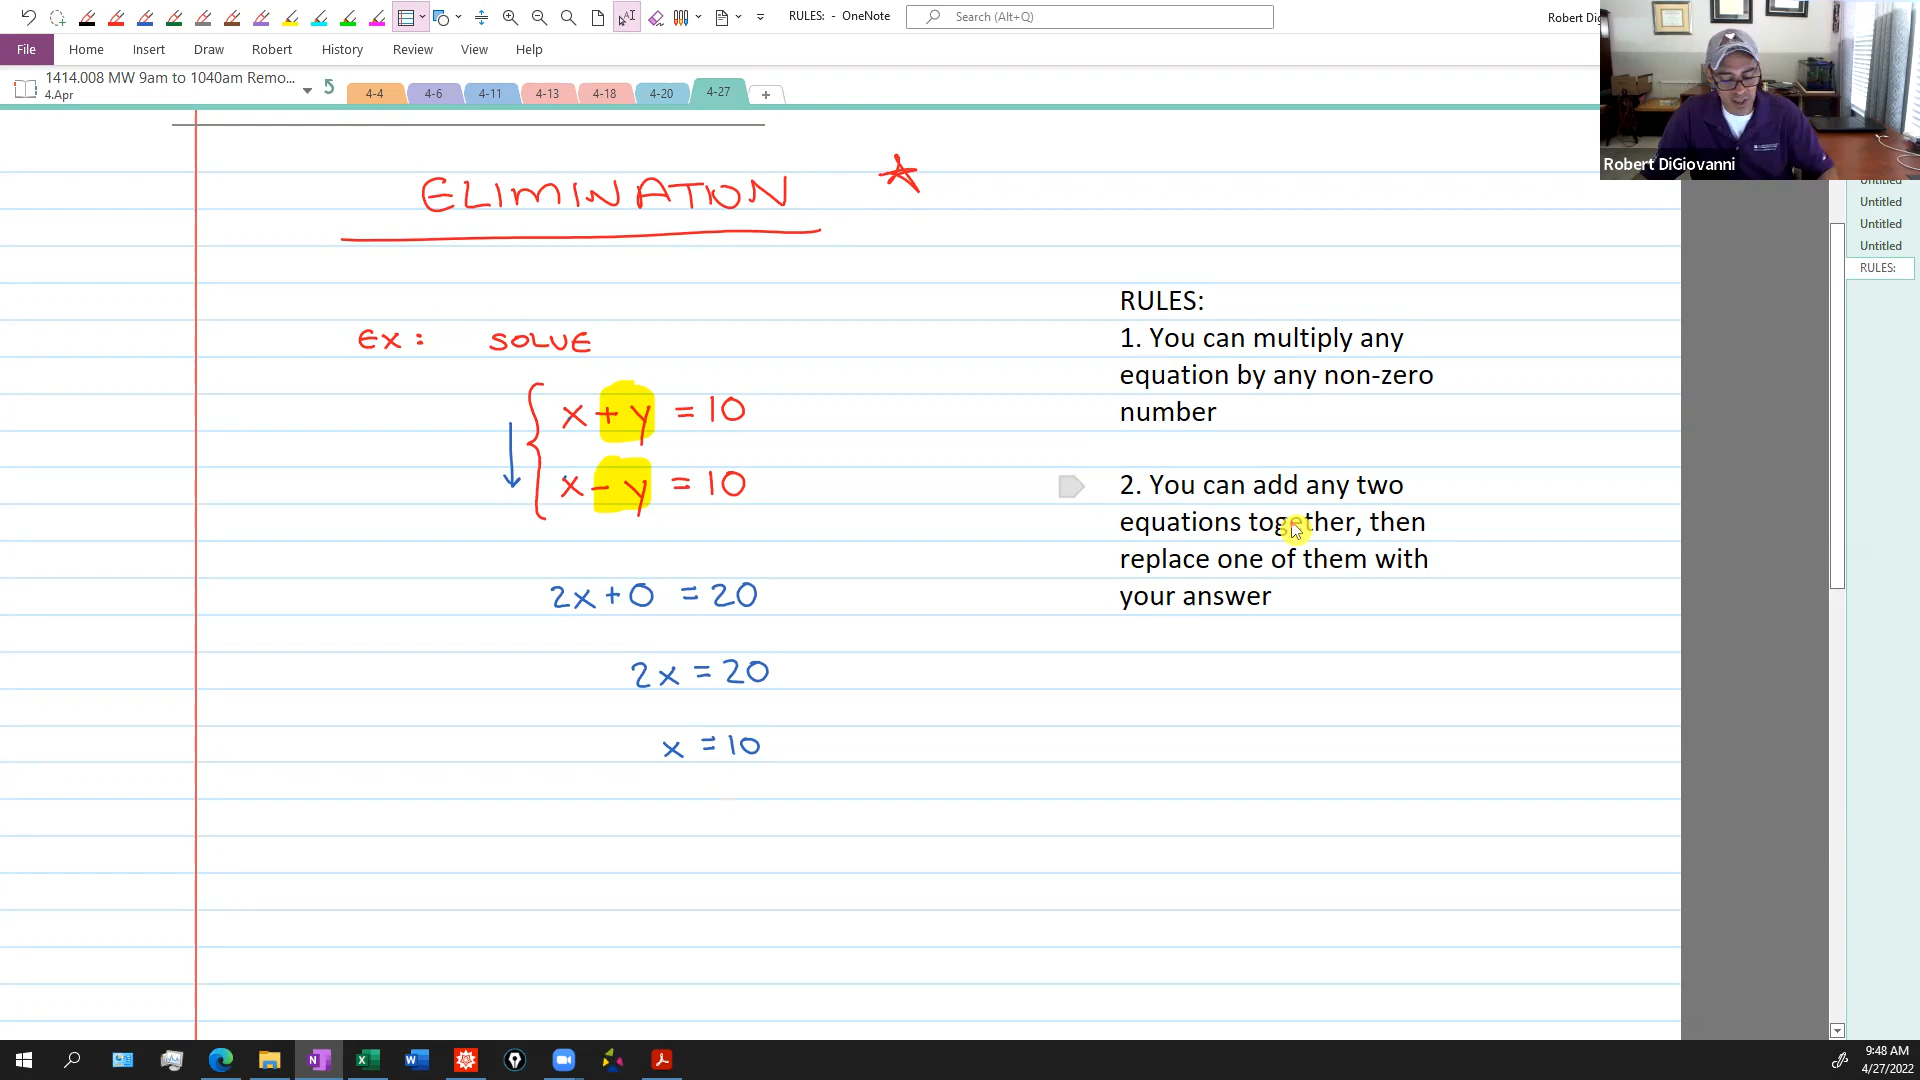 RULES: - OneNote
Search (Alt+Q)
File Home Insert Draw Robert History Review View Help
1414.008 MW 9am to 1040am Remo...
4.Apr
4-4 4-6 4-11 4-13 4-18 4-20 4-27 +
Robert DiGiovanni
Untitled
Untitled
Untitled
Untitled
RULES:
ELIMINATION
EX: SOLVE
x + y = 10
x - y = 10
2x + 0 = 20
2x = 20
x = 10
RULES:
1. You can multiply any
equation by any non-zero
number
2. You can add any two
equations together, then
replace one of them with
your answer
9:48 AM
4/27/2022